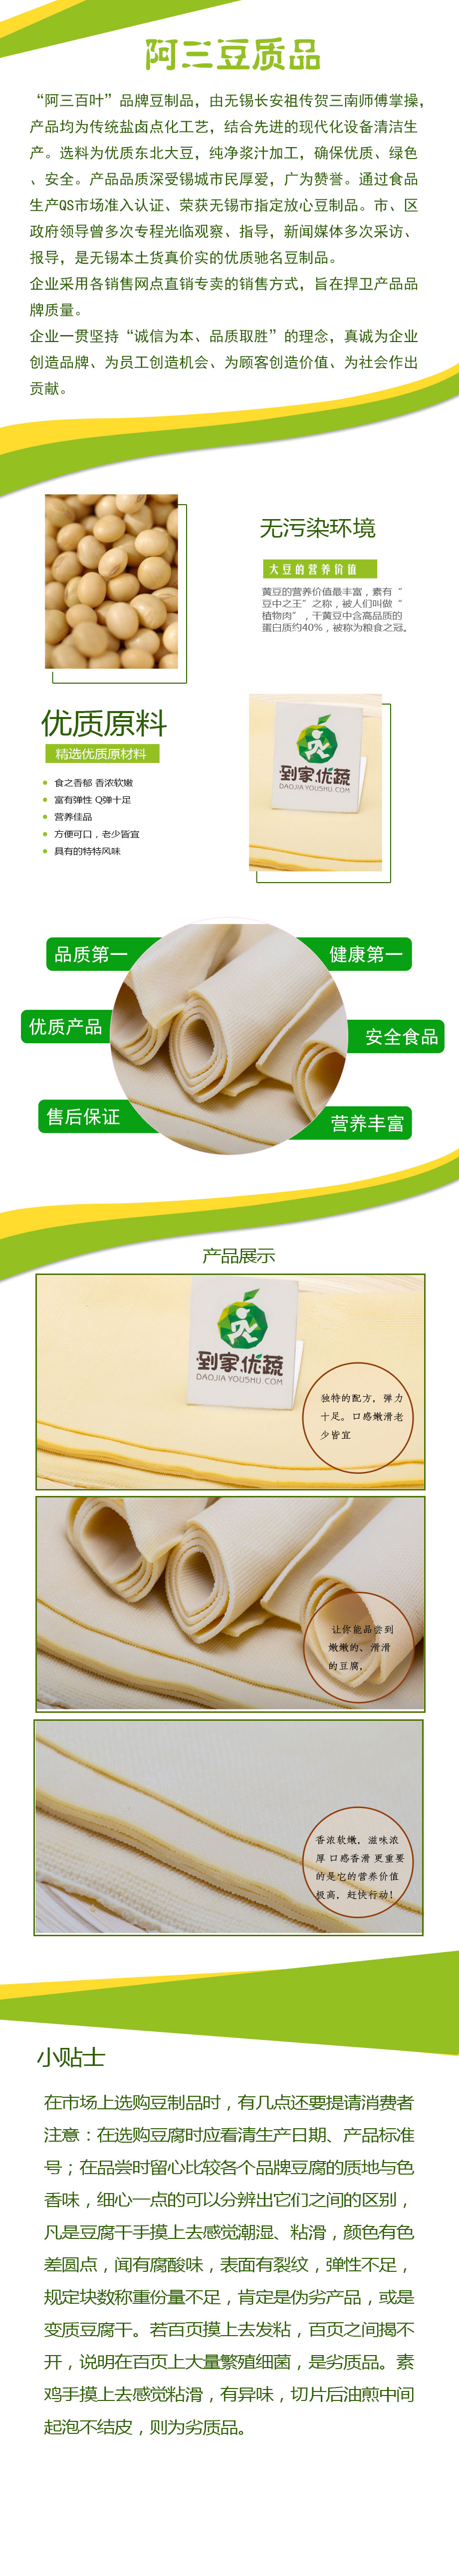 阿三豆质品
“阿三百叶”品牌豆制品，由无锡长安祖传贺三南师傅掌操，
产品均为传统盐卤点化工艺，结合先进的现代化设备清洁生
产。选料为优质东北大豆，纯净浆汁加工，确保优质、绿色
、安全。产品品质深受锡城市民厚爱，广为赞誉。通过食品
生产QS市场准入认证、荣获无锡市指定放心豆制品。市、区
政府领导曾多次专程光临观察、指导，新闻媒体多次采访、
报导，是无锡本土货真价实的优质驰名豆制品。
企业采用各销售网点直销专卖的销售方式，旨在捍卫产品品
牌质量。
企业一贯坚持“诚信为本、品质取胜”的理念，真诚为企业
创造品牌、为员工创造机会、为顾客创造价值、为社会作出
贡献。
无污染环境
大豆的营养价值
黄豆的营养价值最丰富，素有“
豆中之王”之称，被人们叫做“
植物肉”，干黄豆中含高品质的
蛋白质约40%，被称为粮食之冠。
优质原料
精选优质原材料
食之香郁 香浓软嫩
富有弹性 Q弹十足
营养佳品
方便可口，老少皆宜
具有的特特风味
到家优蔬
DAOJIA YOUSHU.COM
品质第一
健康第一
优质产品
安全食品
售后保证
营养丰富
产品展示
到家优蔬
DAOJIA YOUSHU.COM
独特的配方，弹力
十足。口感嫩滑老
少皆宜
让你能品尝到
嫩嫩的、滑滑
的豆腐，
香浓软嫩，滋味浓
厚 口感香滑 更重要
的是它的营养价值
极高，赶快行动！
小贴士
在市场上选购豆制品时，有几点还要提请消费者
注意：在选购豆腐时应看清生产日期、产品标准
号；在品尝时留心比较各个品牌豆腐的质地与色
香味，细心一点的可以分辨出它们之间的区别，
凡是豆腐干手摸上去感觉潮湿、粘滑，颜色有色
差圆点，闻有腐酸味，表面有裂纹，弹性不足，
规定块数称重份量不足，肯定是伪劣产品，或是
变质豆腐干。若百页摸上去发粘，百页之间揭不
开，说明在百页上大量繁殖细菌，是劣质品。素
鸡手摸上去感觉粘滑，有异味，切片后油煎中间
起泡不结皮，则为劣质品。